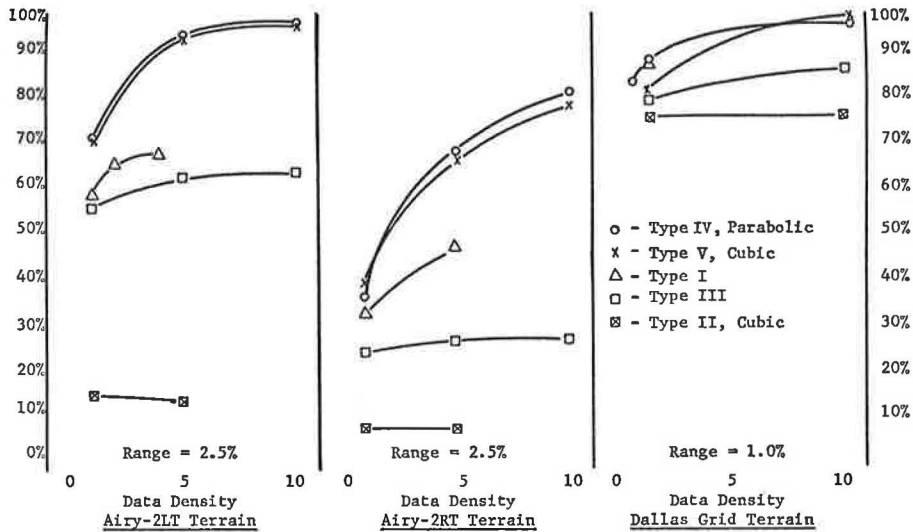 100%
90%
80%
70%
60%
50%
40%
30%
20%
10%
0%
Range = 2.5%
0 5 10
Data Density
Airy-2LT Terrain
Range = 2.5%
0 5 10
Data Density
Airy-2RT Terrain
- Type IV, Parabolic
- Type V, Cubic
- Type I
- Type III
- Type II, Cubic
Range = 1.0%
0 5 10
Data Density
Dallas Grid Terrain
100%
90%
80%
70%
60%
50%
40%
30%
20%
10%